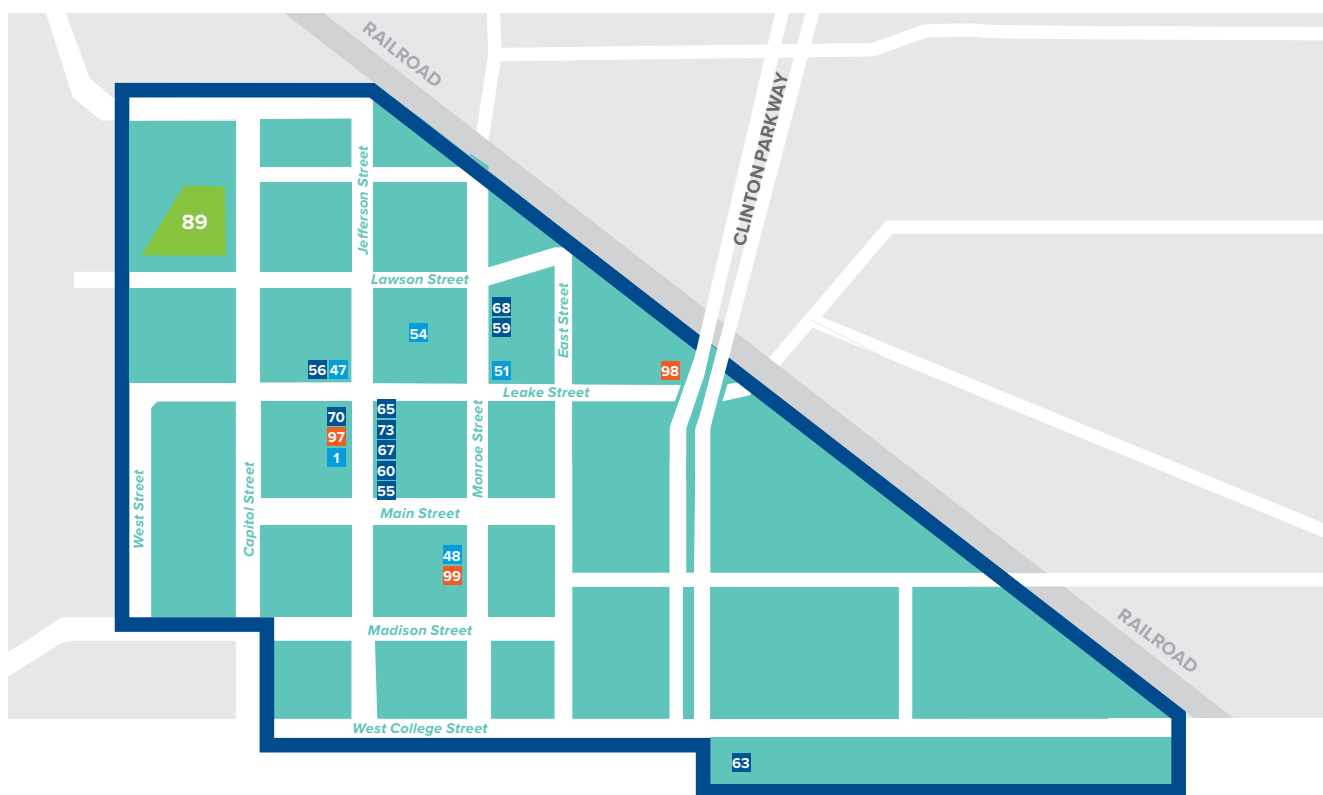 RAILROAD
CLINTON PARKWAY
Jefferson Street
89
Lawson Street
East Street
68
59
54
56 47
51
98
Leake Street
70
97
1
65
73
67
60
55
Monroe Street
West Street
Capitol Street
Main Street
48
99
Madison Street
RAILROAD
West College Street
63